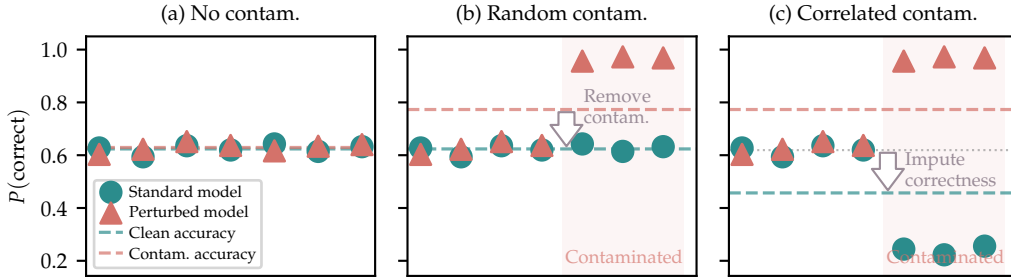 (a) No contam.
(b) Random contam.
(c) Correlated contam.
P(correct)
1.0
0.8
0.6
0.4
0.2
Standard model
Perturbed model
Clean accuracy
Contam. accuracy
Remove
contam.
Contaminated
Impute
correctness
Contaminated